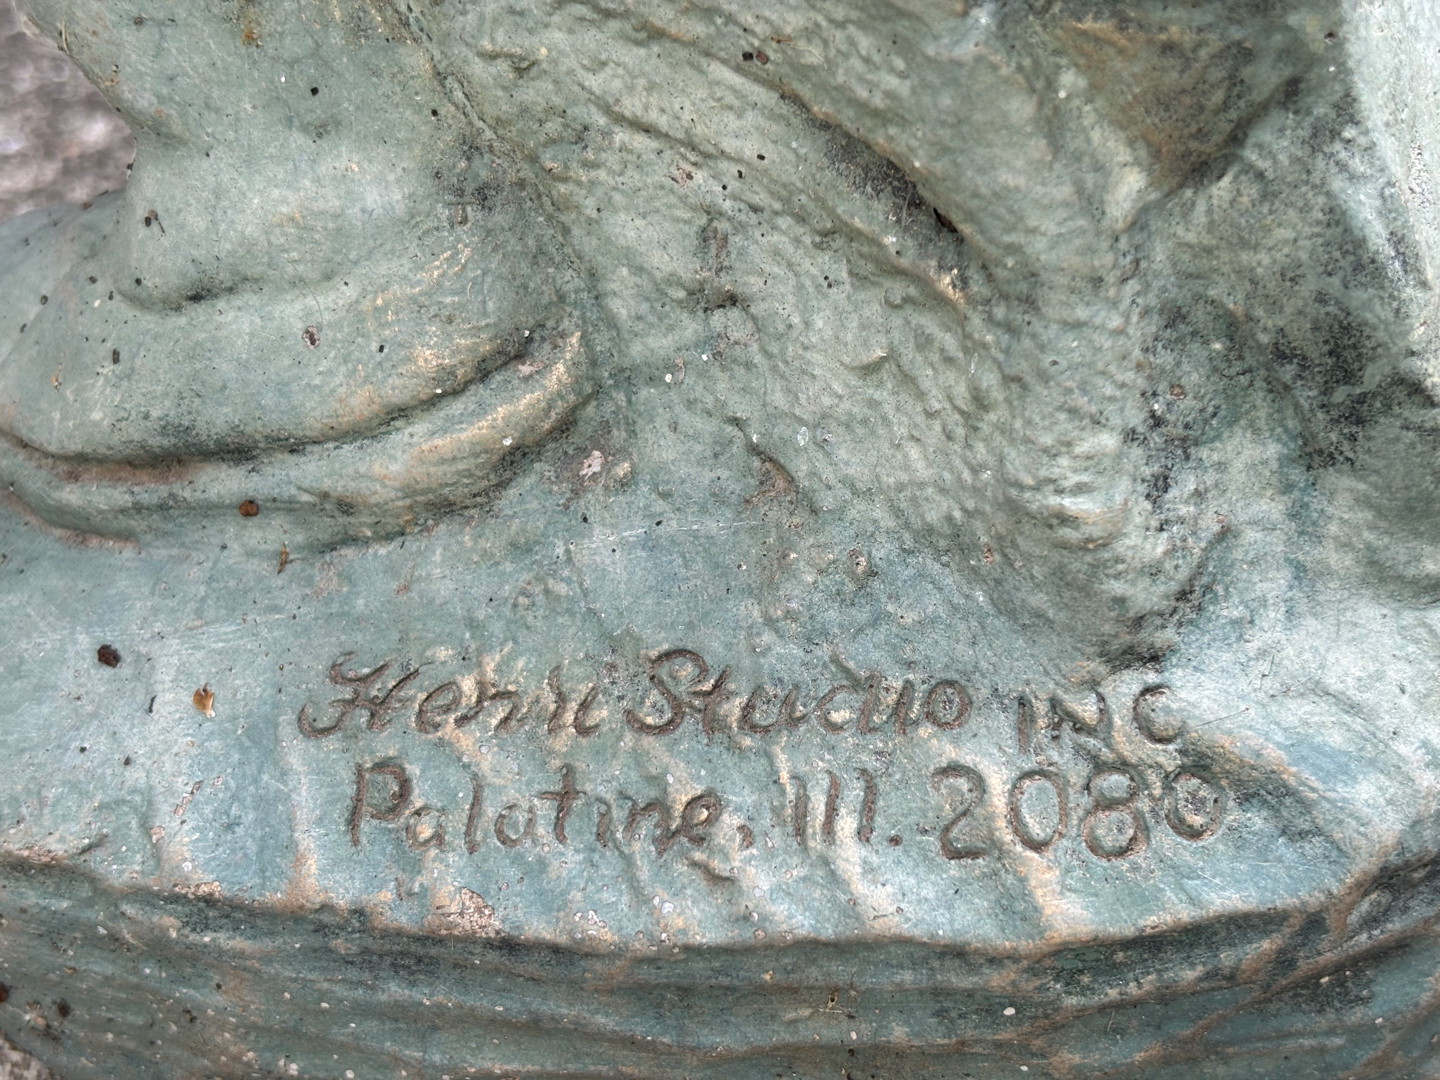 Henri Studio INC
Palatine, Ill. 2080